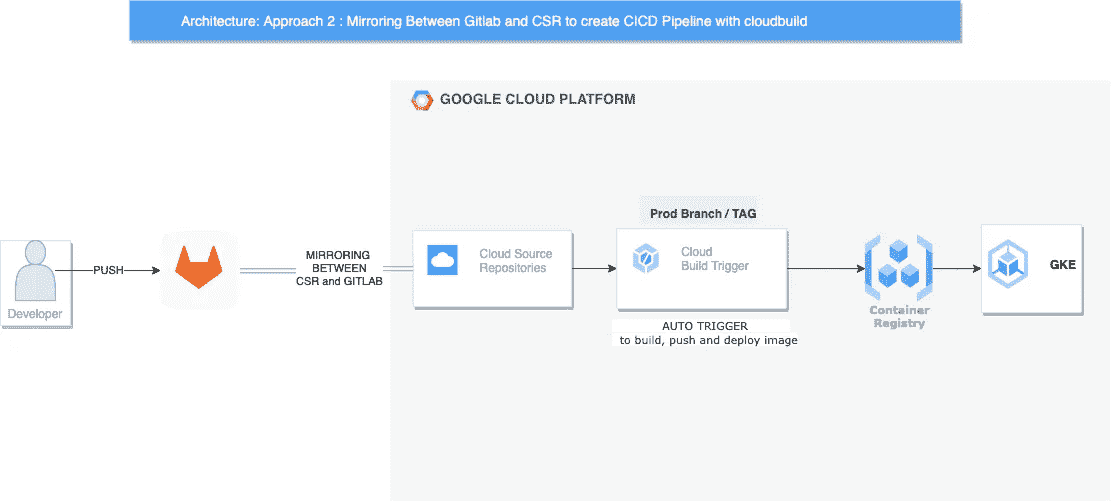 Architecture: Approach 2 : Mirroring Between Gitlab and CSR to create CICD Pipeline with cloudbuild
GOOGLE CLOUD PLATFORM
Developer
PUSH
MIRRORING
BETWEEN
CSR and GITLAB
Cloud Source
Repositories
Prod Branch / TAG
Cloud
Build Trigger
AUTO TRIGGER
to build, push and deploy image
Container
Registry
GKE